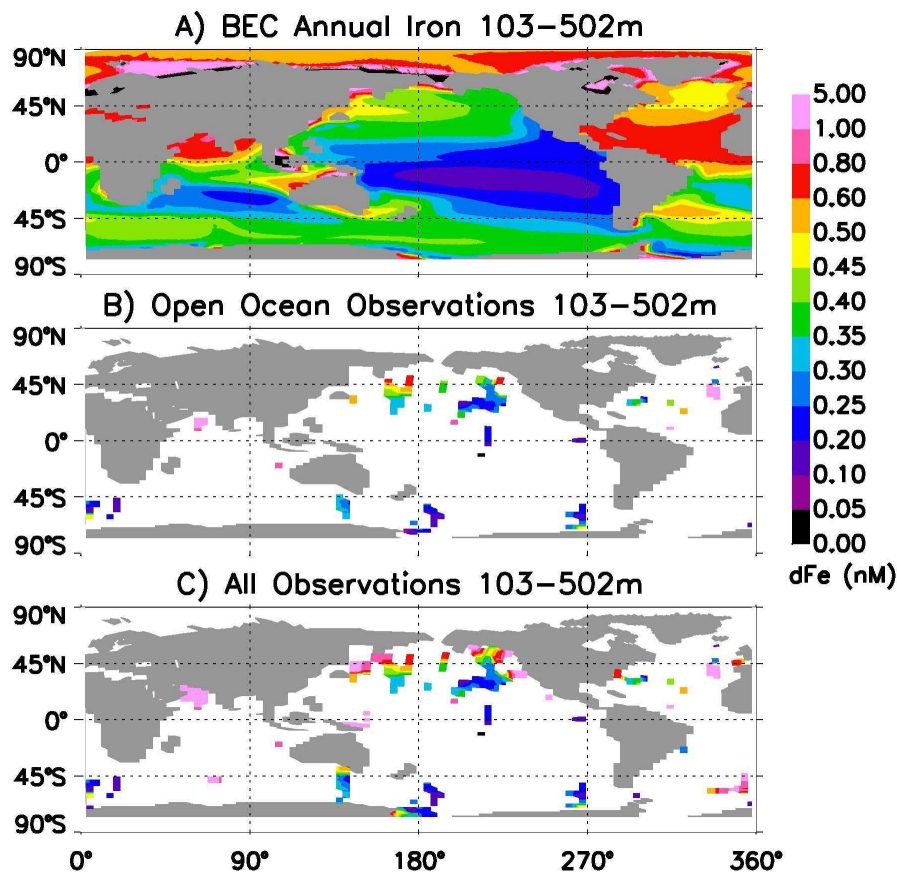 A) BEC Annual Iron 103-502m
90°N
45°N
0°
45°S
90°S
B) Open Ocean Observations 103-502m
90°N
45°N
0°
45°S
90°S
C) All Observations 103-502m
90°N
45°N
0°
45°S
90°S
0° 90° 180° 270° 360°
5.00
1.00
0.80
0.60
0.50
0.45
0.40
0.35
0.30
0.25
0.20
0.10
0.05
0.00
dFe (nM)